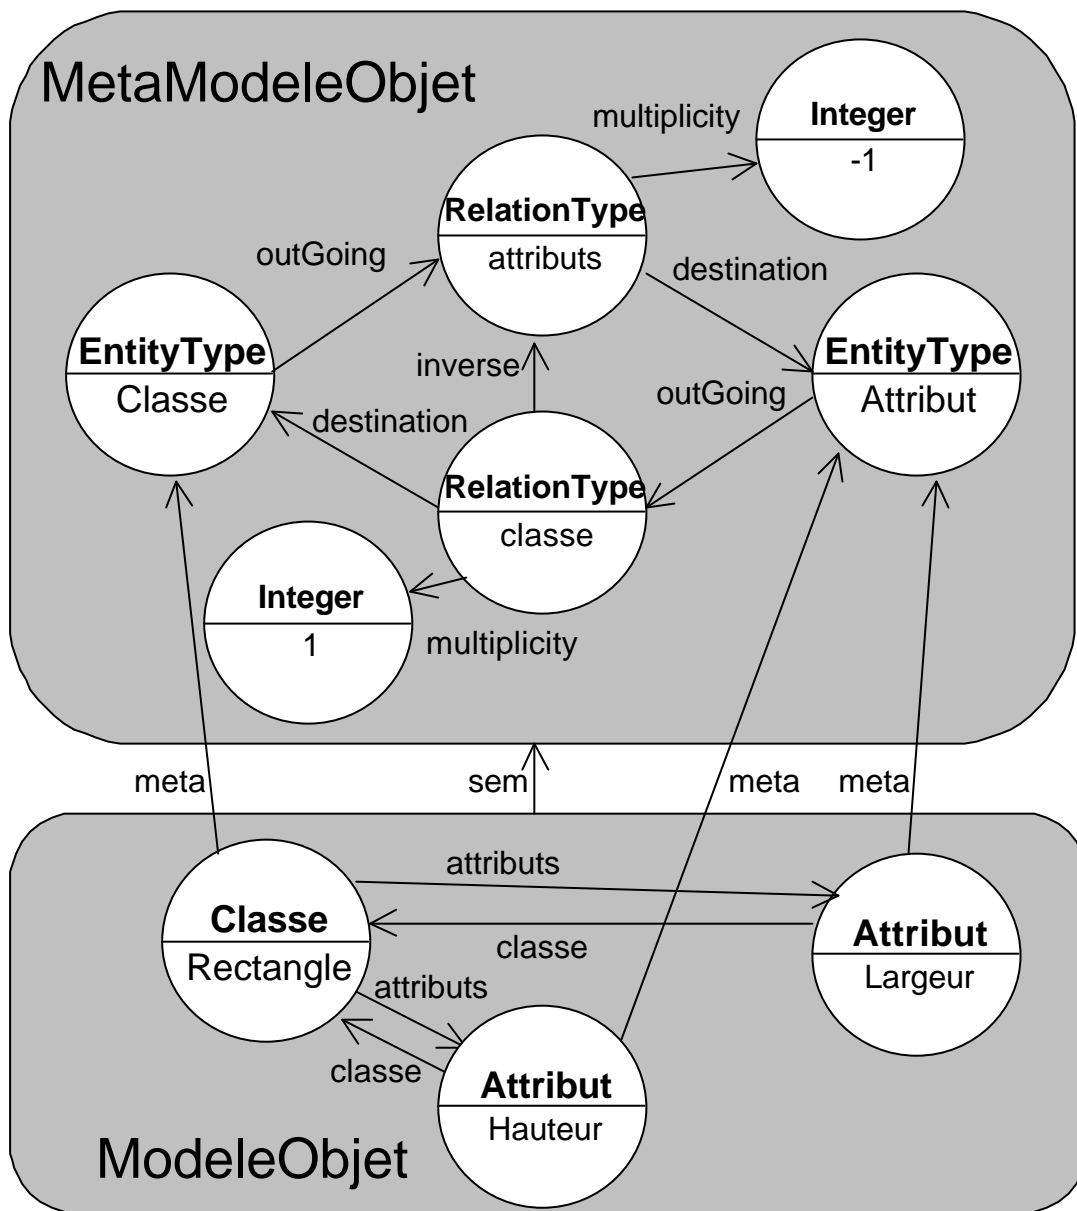 MetaModeleObjet
multiplicity
Integer
-1
RelationType
attributs
outGoing
destination
EntityType
Classe
inverse
EntityType
Attribut
outGoing
destination
RelationType
classe
Integer
1
multiplicity
meta
sem
meta
meta
attributs
Classe
Rectangle
classe
Attribut
Largeur
attributs
classe
Attribut
Hauteur
ModeleObjet